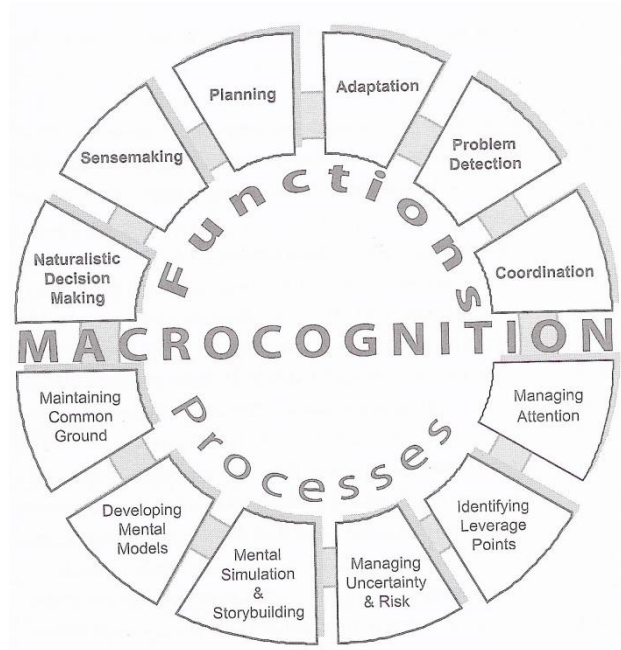 Planning
Adaptation
Sensemaking
Problem
Detection
Naturalistic
Decision
Making
Coordination
Functions
MACROCOGNITION
Processes
Maintaining
Common
Ground
Managing
Attention
Developing
Mental
Models
Identifying
Leverage
Points
Mental
Simulation
&
Storybuilding
Managing
Uncertainty
& Risk